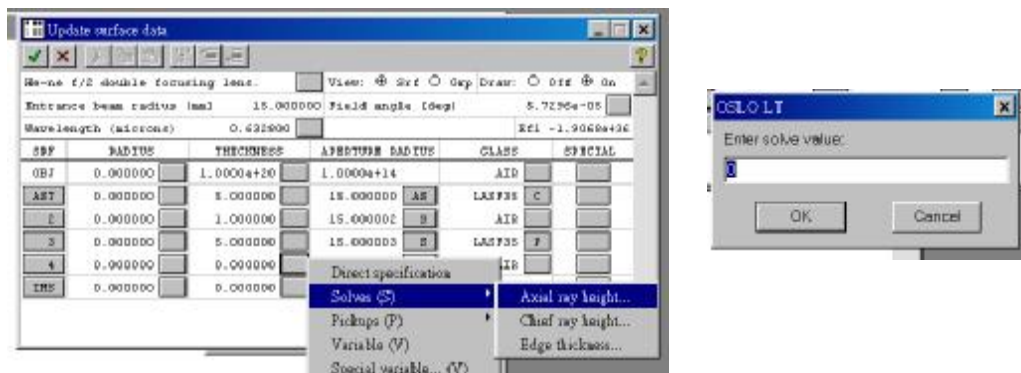 Update surface data
He-ne f/2 double focusing lens. View: Srf Gap Draw: Off On
Entrance beam radius (mm) 15.000000 Field angle (deg) 5.7296e-05
Wavelength (microns) 0.632800 Efl -1.9068e+36
SRF RADIUS THICKNESS APERTURE RADIUS GLASS SPECIAL
OBJ 0.000000 1.0000e+20 1.0000e+14 AIR
AST 0.000000 5.000000 15.000000 AS LASF35 C
2 0.000000 1.000000 15.000002 S AIR
3 0.000000 5.000000 15.000003 S LASF35 P
4 0.000000 0.000000 AIR
IMS 0.000000 0.000000
Direct specification
Solves (S)
Axial ray height...
Pickups (P)
Chief ray height...
Variable (V)
Edge thickness...
Special variable... (V)
OSLO LT
Enter solve value:
0
OK Cancel